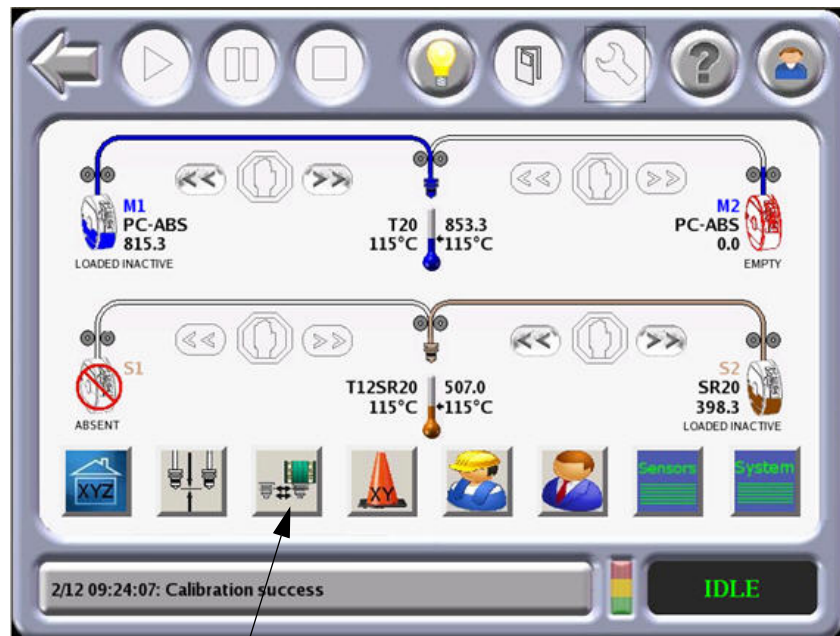 M1
PC-ABS
815.3
LOADED INACTIVE
T20 853.3
115°C 115°C
M2
PC-ABS
0.0
EMPTY
S1
ABSENT
T12SR20 507.0
115°C 115°C
S2
SR20
398.3
LOADED INACTIVE
XYZ
XY
Sensors
System
2/12 09:24:07: Calibration success
IDLE